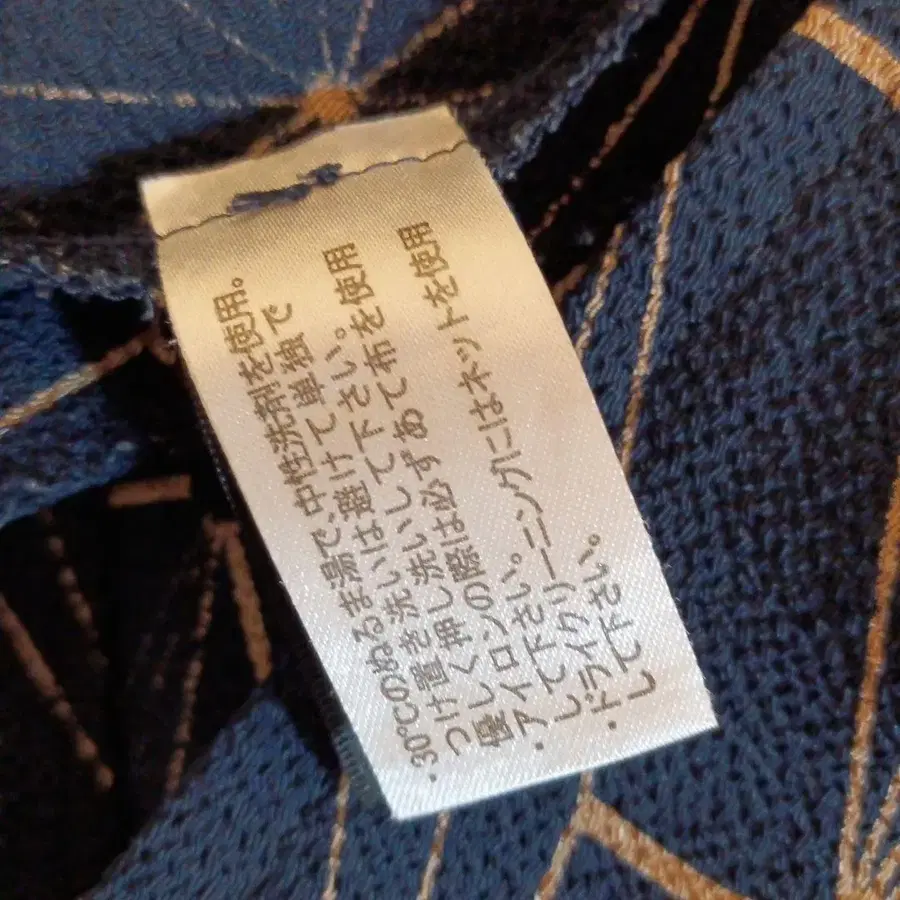 ・30℃のぬるま湯で、中性洗剤を使用。
つけ置き洗いは避けて単独で
優しく押し洗いして下さい。
・アイロンの際は必ずあて布を使用
して下さい。
・ドライクリーニングにはネットを使用
して下さい。